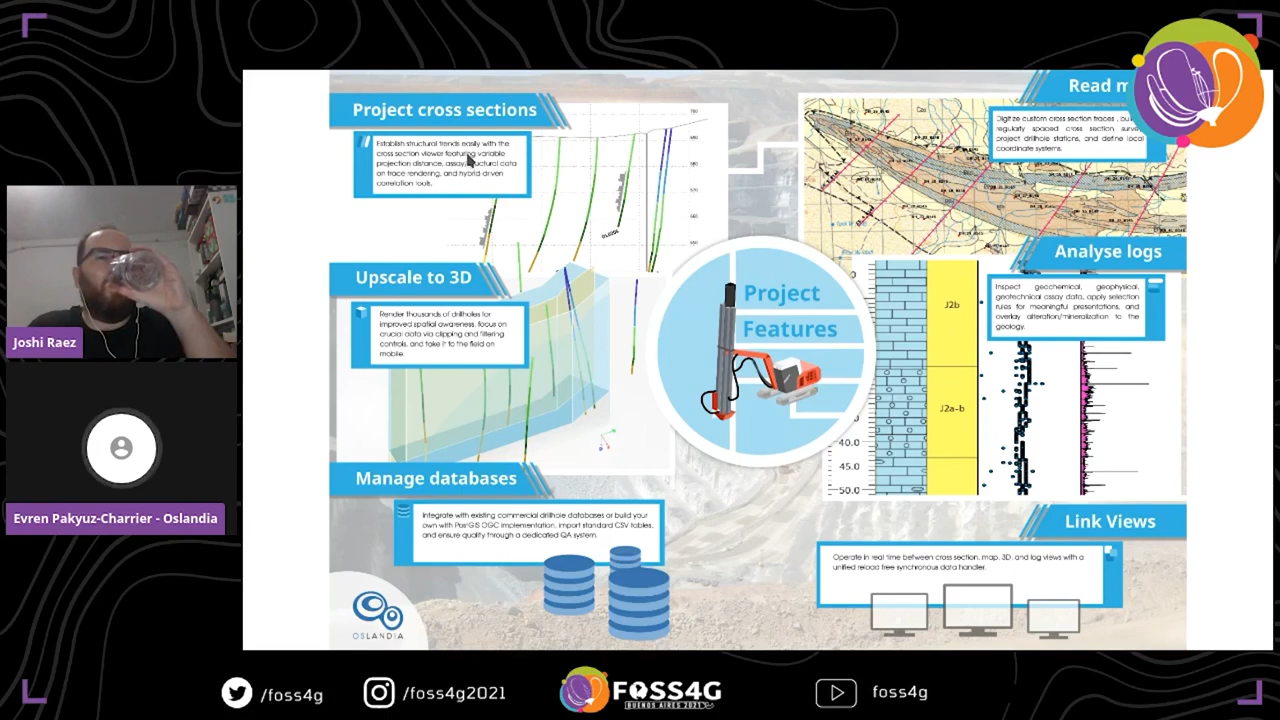 Project cross sections
Establish structural trends easily with the
cross section viewer featuring variable
projection distance, assay/structural data
on trace rendering, and hybrid driven
correlation tools.
Read m
Digitize custom cross section traces , bui
regularly spaced cross section surve
project drillhole stations, and define local
coordinate systems.
Upscale to 3D
Render thousands of drillholes for
improved spatial awareness, focus on
crucial data via clipping and filtering
controls, and take it to the field on
mobile.
Project
Features
Analyse logs
Inspect geochemical, geophysical,
geotechnical assay data, apply selection
rules for meaningful presentations, and
overlay alteration/mineralization to the
geology.
J2b
J2a-b
-40.0
45.0
-50.0
Manage databases
Integrate with existing commercial drillhole databases or build your
own with PostGIS OGC implementation, import standard CSV tables,
and ensure quality through a dedicated QA system.
Link Views
Operate in real time between cross section, map, 3D, and log views with a
unified reload free synchronous data handler.
OSLANDIA
Joshi Raez
Evren Pakyuz-Charrier - Oslandia
/foss4g
/foss4g2021
FOSS4G
BUENOS AIRES 2021
foss4g